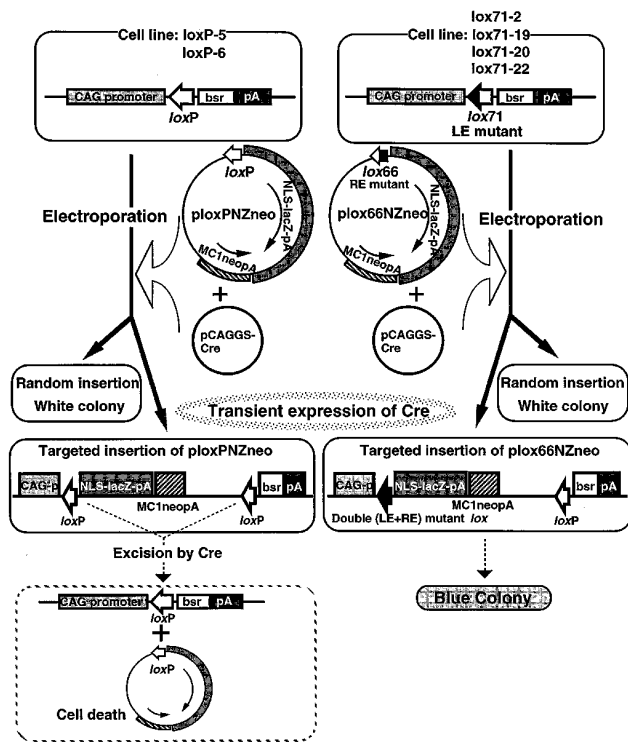 Cell line: loxP-5
loxP-6
CAG promoter
bsr
pA
loxP
lox71-2
Cell line: lox71-19
lox71-20
lox71-22
CAG promoter
bsr
pA
lox71
LE mutant
Electroporation
loxP
ploxPNZneo
NLS-lacZ-pA
MC1neopA
+
pCAGGS-
Cre
lox66
RE mutant
ploxx66NZneo
NLS-lacZ-pA
MC1neopA
+
pCAGGS-
Cre
Electroporation
Random insertion
White colony
Transient expression of Cre
Random insertion
White colony
Targeted insertion of ploxPNZneo
CAG-p
NLS-lacZ-pA
bsr
pA
loxP
MC1neopA
loxP
Excision by Cre
CAG promoter
bsr
pA
loxP
+
loxP
Cell death
Targeted insertion of plox66NZneo
CAG-p
NLS-lacZ-pA
bsr
pA
MC1neopA
Double (LE+RE) mutant lox
loxP
Blue Colony